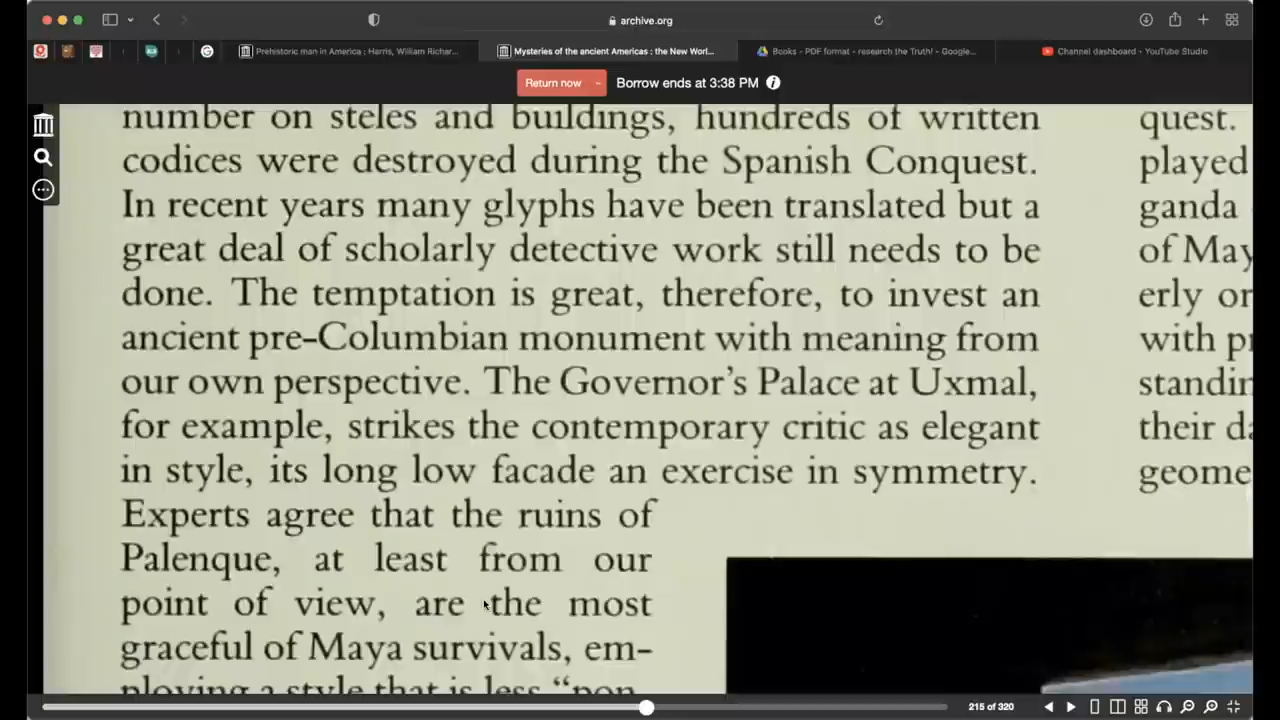 archive.org
Prehistoric man in America ; Harris, William Richar...
Mysteries of the ancient Americas : the New Worl...
Books - PDF format - research the Truth! - Google...
Channel dashboard - YouTube Studio
Return now
Borrow ends at 3:38 PM
number on steles and buildings, hundreds of written
codices were destroyed during the Spanish Conquest.
In recent years many glyphs have been translated but a
great deal of scholarly detective work still needs to be
done. The temptation is great, therefore, to invest an
ancient pre-Columbian monument with meaning from
our own perspective. The Governor's Palace at Uxmal,
for example, strikes the contemporary critic as elegant
in style, its long low facade an exercise in symmetry.
Experts agree that the ruins of
Palenque, at least from our
point of view, are the most
graceful of Maya survivals, em-
ploying a style that is less "pon-
quest.
played
ganda
of May
erly or
with pr
standin
their da
geome
215 of 320